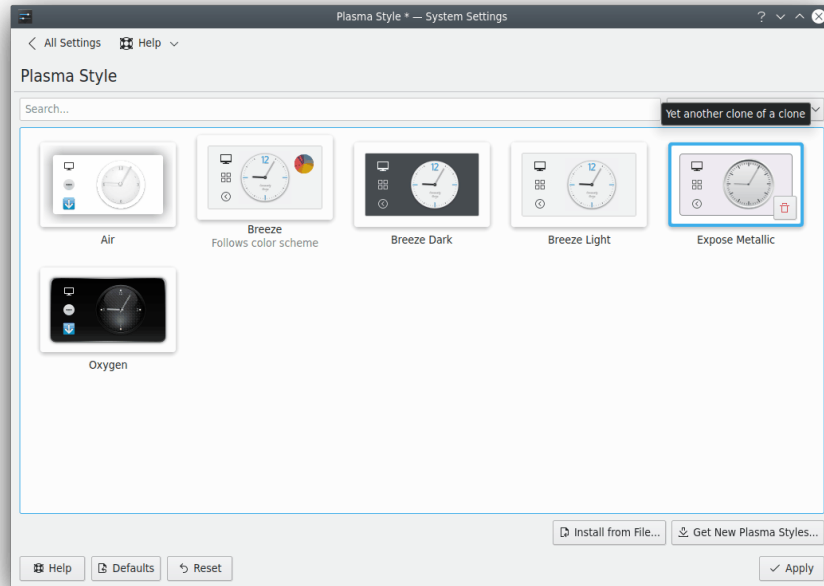 Plasma Style * — System Settings
All Settings
Help
Plasma Style
Search...
Yet another clone of a clone
12
12
12
12
Air
Breeze
Follows color scheme
Breeze Dark
Breeze Light
Expose Metallic
Oxygen
Install from File...
Get New Plasma Styles...
Help
Defaults
Reset
Apply